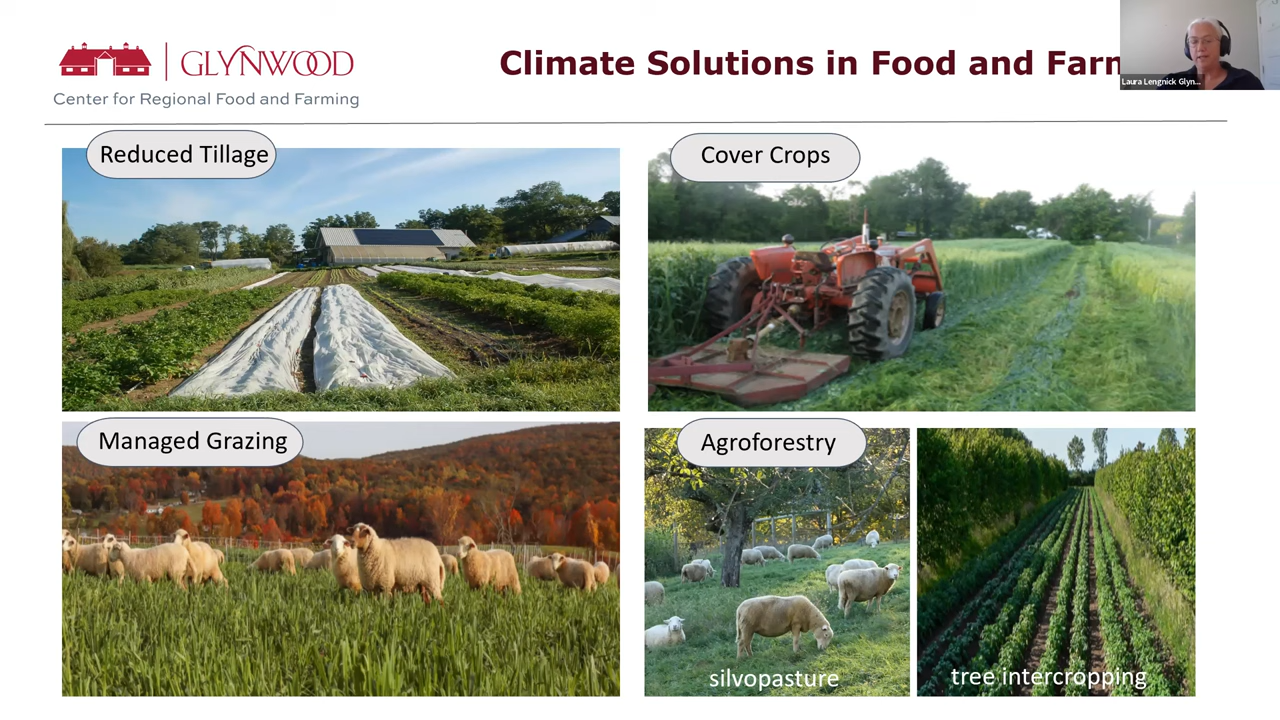 GLYNWOOD
Center for Regional Food and Farming
Climate Solutions in Food and Farm
Laura Lengnick Glyn...
Reduced Tillage
Cover Crops
Managed Grazing
Agroforestry
silvopasture
tree intercropping